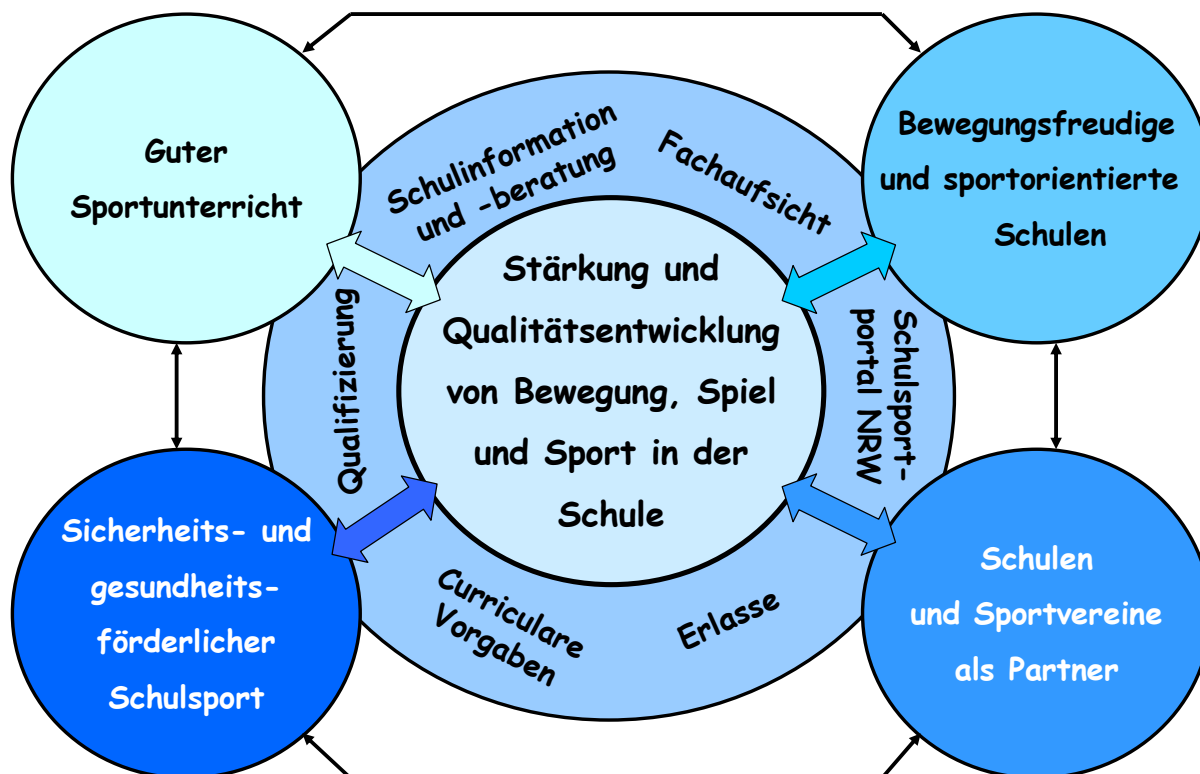 Guter
Sportunterricht
Schulinformation
und -beratung
Fachaufsicht
Bewegungsfreudige
und sportorientierte
Schulen
Qualifizierung
Stärkung und
Qualitätsentwicklung
von Bewegung, Spiel
und Sport in der
Schule
Schulsport-
portal NRW
Sicherheits- und
gesundheits-
förderlicher
Schulsport
Curriculare
Vorgaben
Erlasse
Schulen
und Sportvereine
als Partner